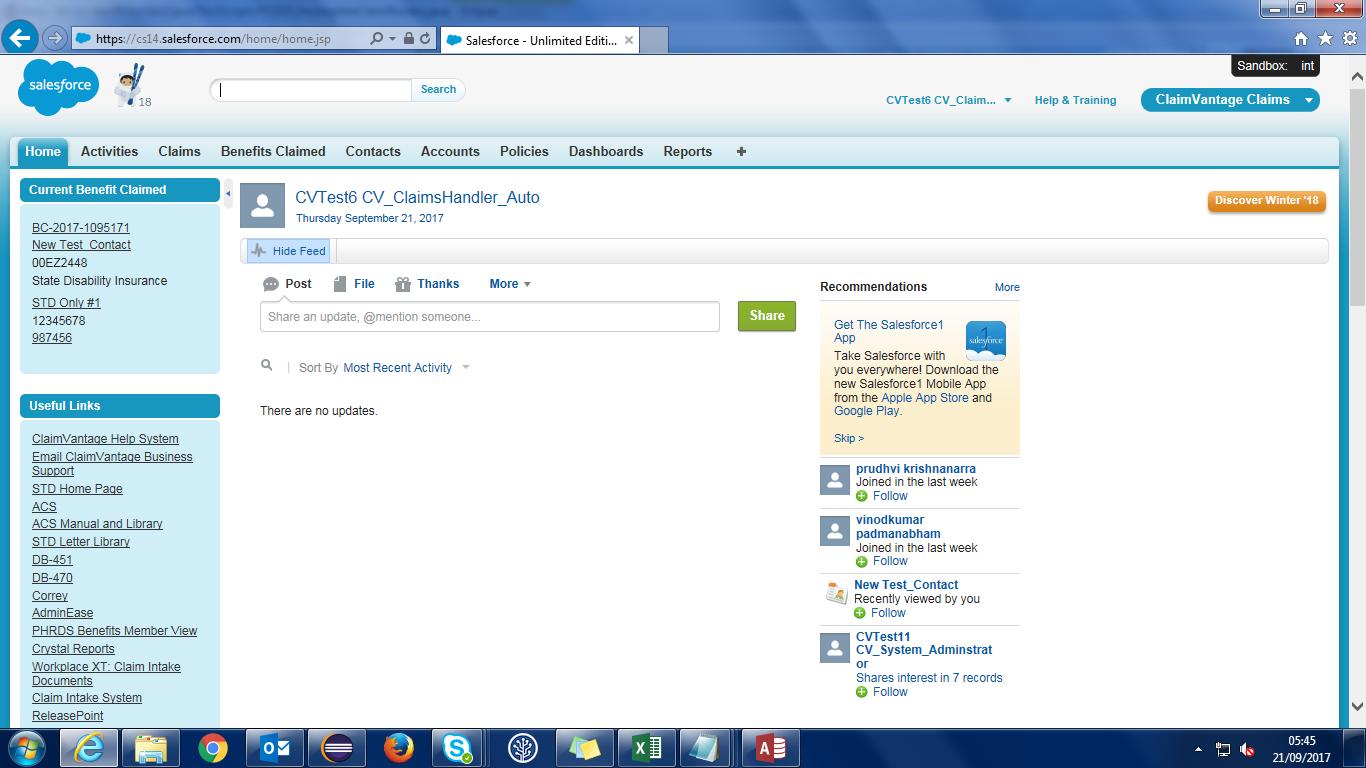 https://cs14.salesforce.com/home/home.jsp
Salesforce - Unlimited Editi...
salesforce
18
Search
Sandbox: int
CVTest6 CV_Claim...
Help & Training
ClaimVantage Claims
Home
Activities
Claims
Benefits Claimed
Contacts
Accounts
Policies
Dashboards
Reports
Current Benefit Claimed
BC-2017-1095171
New Test_Contact
00EZ2448
State Disability Insurance
STD Only #1
12345678
987456
Useful Links
ClaimVantage Help System
Email ClaimVantage Business
Support
STD Home Page
ACS
ACS Manual and Library
STD Letter Library
DB-451
DB-470
Correy
AdminEase
PHRDS Benefits Member View
Crystal Reports
Workplace XT: Claim Intake
Documents
Claim Intake System
ReleasePoint
CVTest6 CV_ClaimsHandler_Auto
Thursday September 21, 2017
Discover Winter '18
Hide Feed
Post
File
Thanks
More
Share an update, @mention someone...
Share
Sort By Most Recent Activity
There are no updates.
Recommendations
More
Get The Salesforce1
App
salesforce
1
Take Salesforce with
you everywhere! Download the
new Salesforce1 Mobile App
from the Apple App Store and
Google Play.
Skip >
prudhvi krishnanarra
Joined in the last week
Follow
vinodkumar
padmanabham
Joined in the last week
Follow
New Test_Contact
Recently viewed by you
Follow
CVTest11
CV_System_Adminstrat
or
Shares interest in 7 records
Follow
05:45
21/09/2017